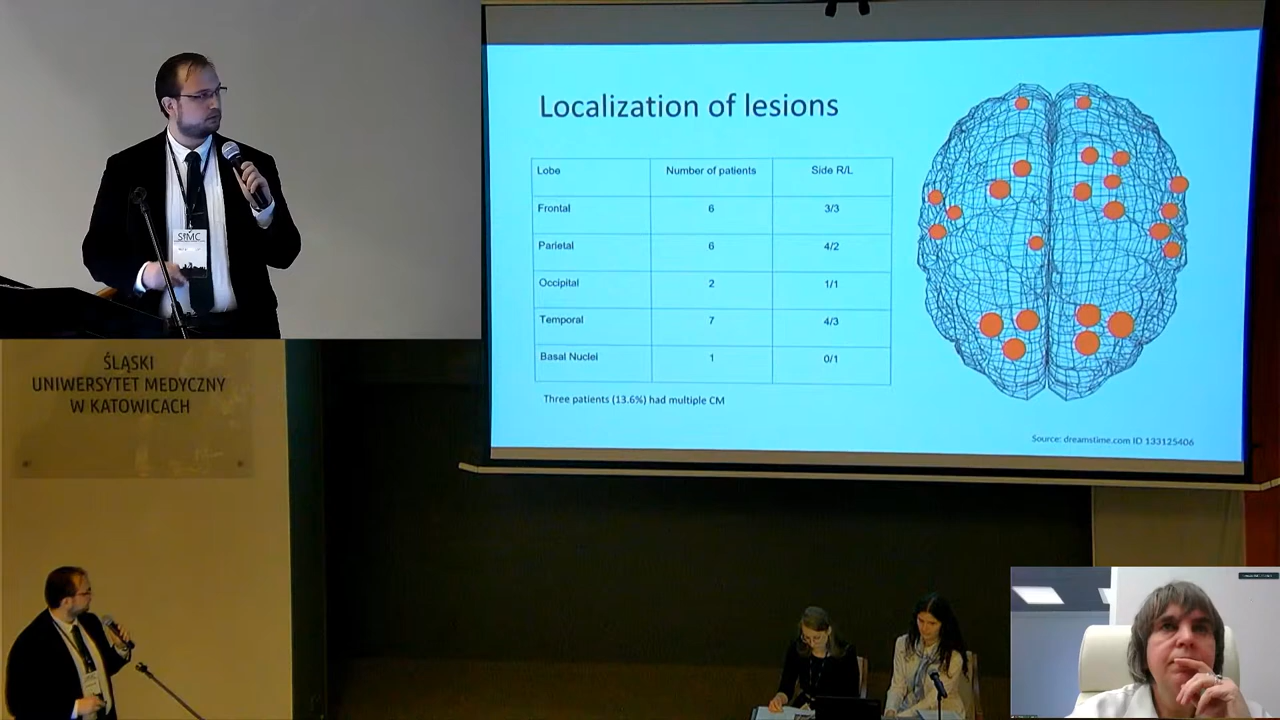 Localization of lesions
Lobe Number of patients Side R/L
Frontal 6 3/3
Parietal 6 4/2
Occipital 2 1/1
Temporal 7 4/3
Basal Nuclei 1 0/1
Three patients (13.6%) had multiple CM
Source: dreamstime.com ID 133125406
SIMC
ŚLĄSKI
UNIWERSYTET MEDYCZNY
W KATOWICACH